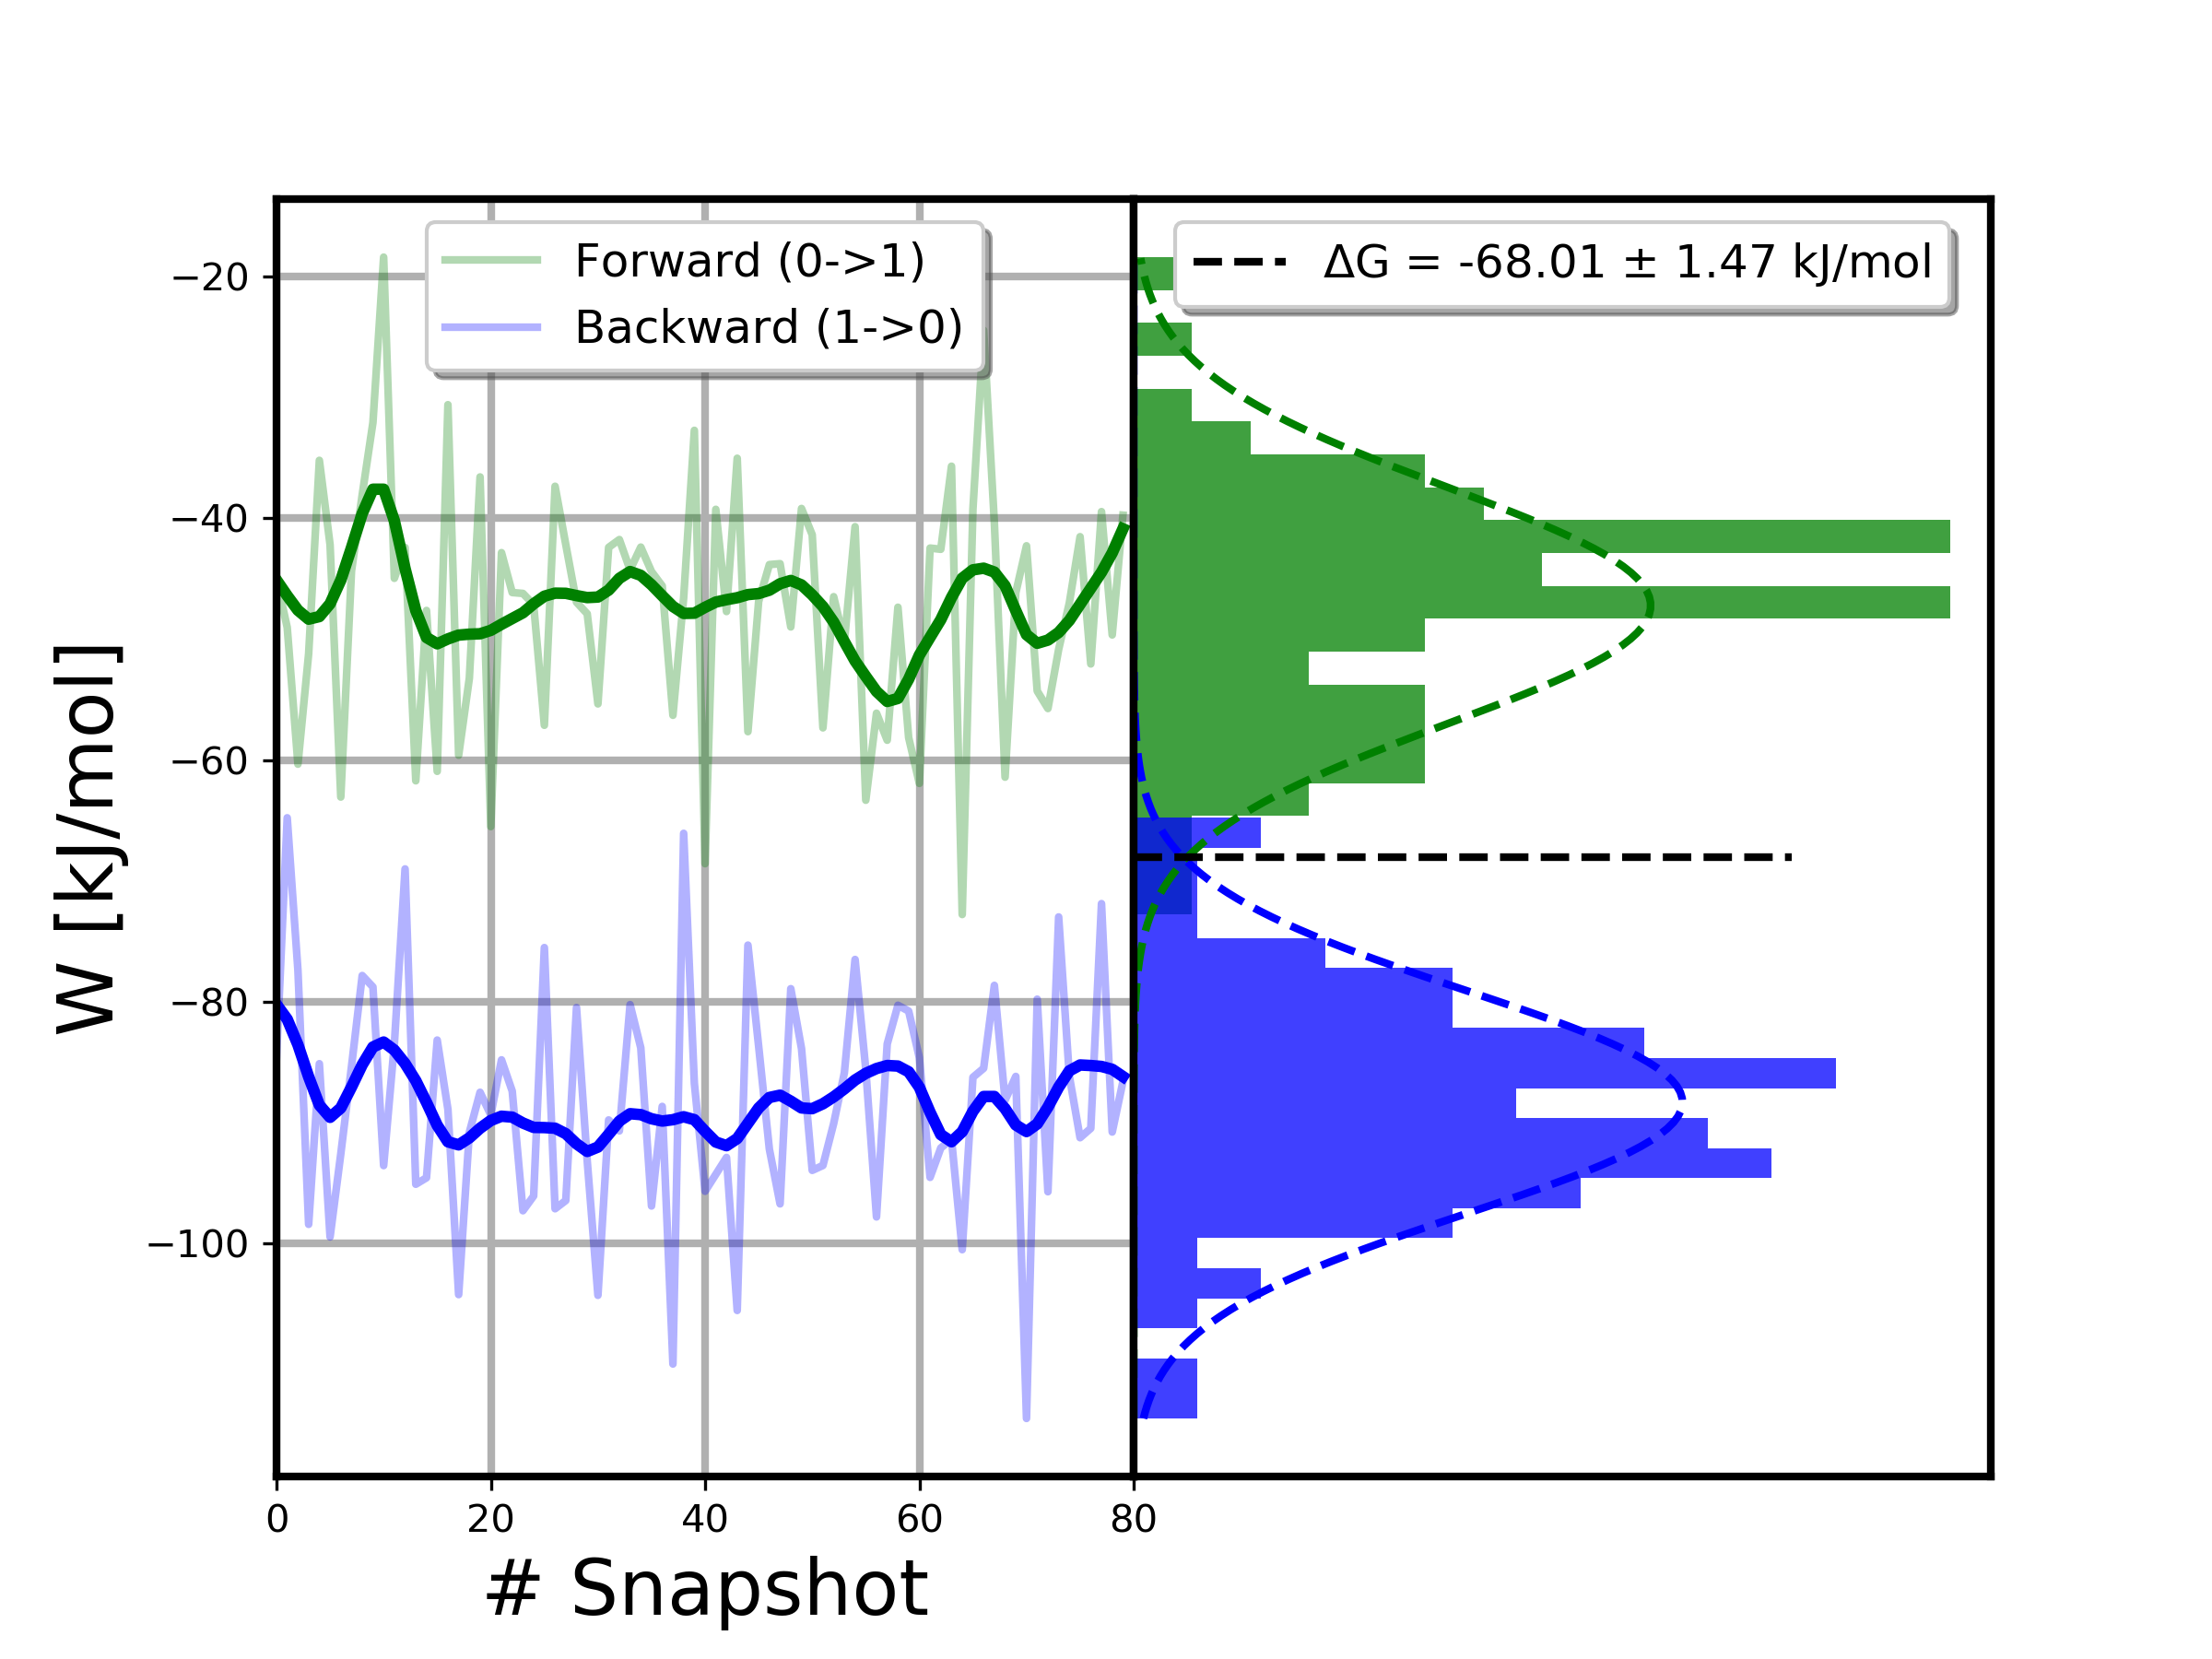 Forward (0->1)
Backward (1->0)
ΔG = -68.01 ± 1.47 kJ/mol
W [kJ/mol]
−20
−40
−60
−80
−100
0 20 40 60 80
# Snapshot